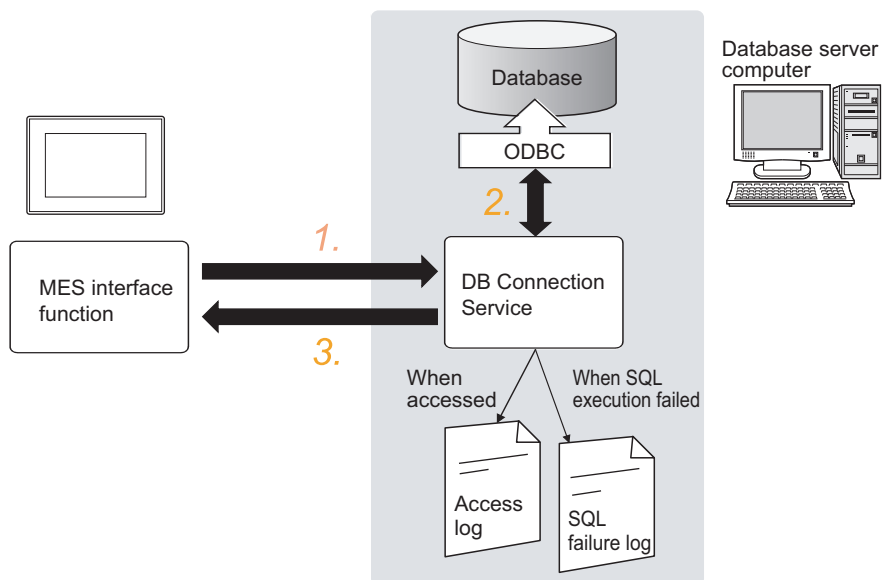 Database
Database server
computer
ODBC
2.
1.
MES interface
function
DB Connection
Service
3.
When
accessed
When SQL
execution failed
Access
log
SQL
failure log